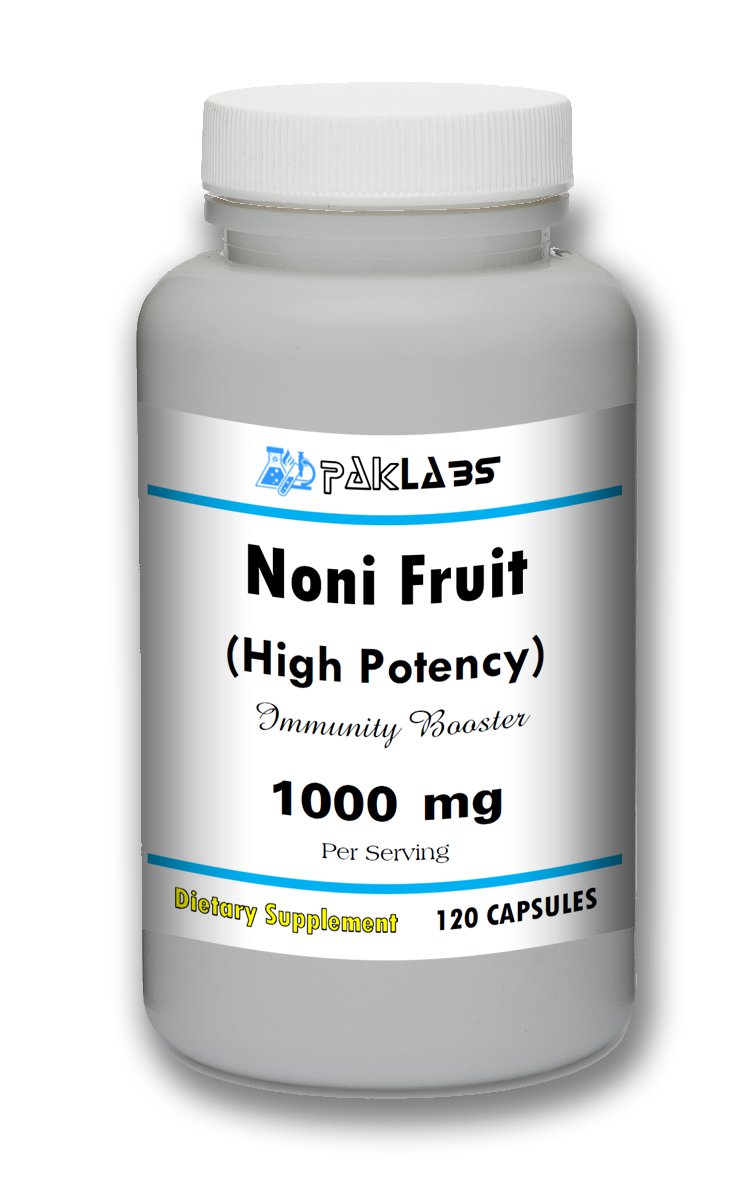 PAKLABS
Noni Fruit
(High Potency)
Immunity Booster
1000 mg
Per Serving
Dietary Supplement 120 CAPSULES